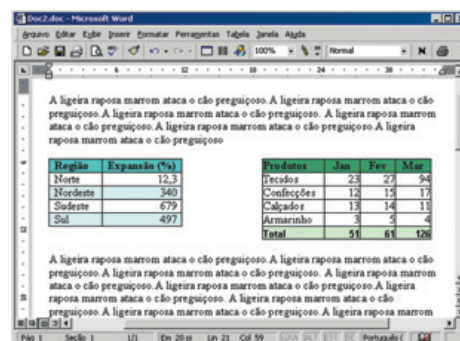 Doc2.doc - Microsoft Word
Arquivo Editar Exibir Inserir Formatar Ferramentas Tabela Janela Ajuda
100% Normal N
6 12 18 24 30
A ligeira raposa marrom ataca o cão preguiçoso.A ligeira raposa marrom ataca o cão
preguiçoso.A ligeira raposa marrom ataca o cão preguiçoso.A ligeira raposa marrom
ataca o cão preguiçoso.A ligeira raposa marrom ataca o cão preguiçoso.A ligeira
raposa marrom ataca o cão preguiçoso
Região Expansão (%)
Norte 12,3
Nordeste 340
Sudeste 679
Sul 497
Produtos Jan Fev Mar
Tecidos 23 27 94
Confecções 12 15 17
Calçados 13 14 11
Armarinho 3 5 4
Total 51 61 126
A ligeira raposa marrom ataca o cão preguiçoso.A ligeira raposa marrom ataca o cão
preguiçoso. A ligeira raposa marrom ataca o cão preguiçoso. A ligeira raposa marrom
ataca o cão preguiçoso.A ligeira raposa marrom ataca o cão preguiçoso.A ligeira
raposa marrom ataca o cão preguiçoso. A ligeira raposa marrom ataca o cão
preguiçoso.A ligeira raposa marrom ataca o cão preguiçoso.A ligeira raposa marrom
Pág 1 Seção 1 1/1 Em 20 pi Lin 21 Col 59 Português (